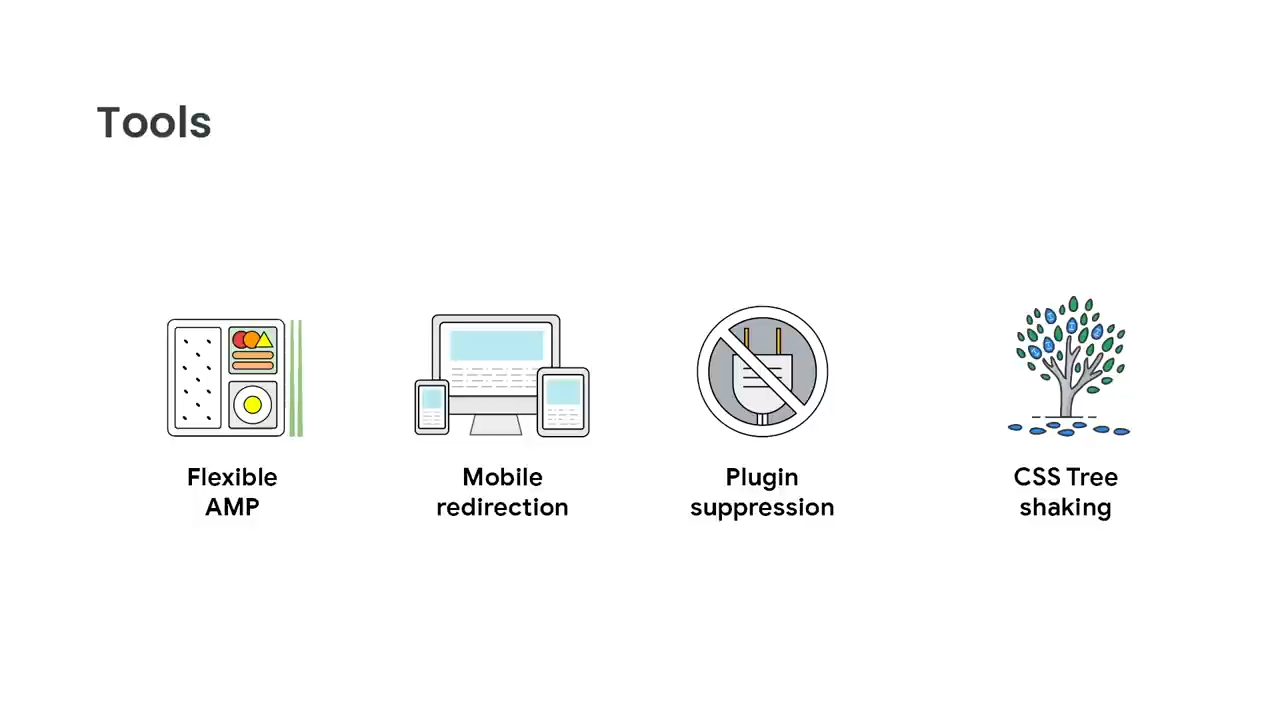 Tools
Flexible
AMP
Mobile
redirection
Plugin
suppression
CSS Tree
shaking